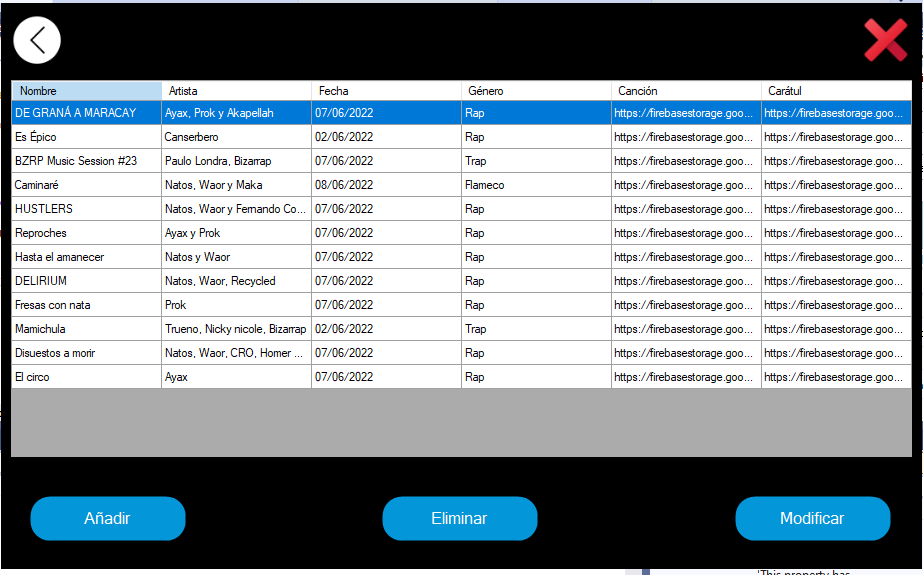 Nombre Artista Fecha Género Canción Carátul
DE GRANÁ A MARACAY Ayax, Prok y Akapellah 07/06/2022 Rap https://firebasestorage.goo... https://firebasestorage.goo...
Es Épico Canserbero 02/06/2022 Rap https://firebasestorage.goo... https://firebasestorage.goo...
BZRP Music Session #23 Paulo Londra, Bizarrap 07/06/2022 Trap https://firebasestorage.goo... https://firebasestorage.goo...
Caminaré Natos, Waor y Maka 08/06/2022 Flameco https://firebasestorage.goo... https://firebasestorage.goo...
HUSTLERS Natos, Waor y Fernando Co... 07/06/2022 Rap https://firebasestorage.goo... https://firebasestorage.goo...
Reproches Ayax y Prok 07/06/2022 Rap https://firebasestorage.goo... https://firebasestorage.goo...
Hasta el amanecer Natos y Waor 07/06/2022 Rap https://firebasestorage.goo... https://firebasestorage.goo...
DELIRIUM Natos, Waor, Recycled 07/06/2022 Rap https://firebasestorage.goo... https://firebasestorage.goo...
Fresas con nata Prok 07/06/2022 Rap https://firebasestorage.goo... https://firebasestorage.goo...
Mamichula Trueno, Nicky nicole, Bizarrap 02/06/2022 Trap https://firebasestorage.goo... https://firebasestorage.goo...
Disuestos a morir Natos, Waor, CRO, Homer ... 07/06/2022 Rap https://firebasestorage.goo... https://firebasestorage.goo...
El circo Ayax 07/06/2022 Rap https://firebasestorage.goo... https://firebasestorage.goo...
Añadir Eliminar Modificar
'This property has